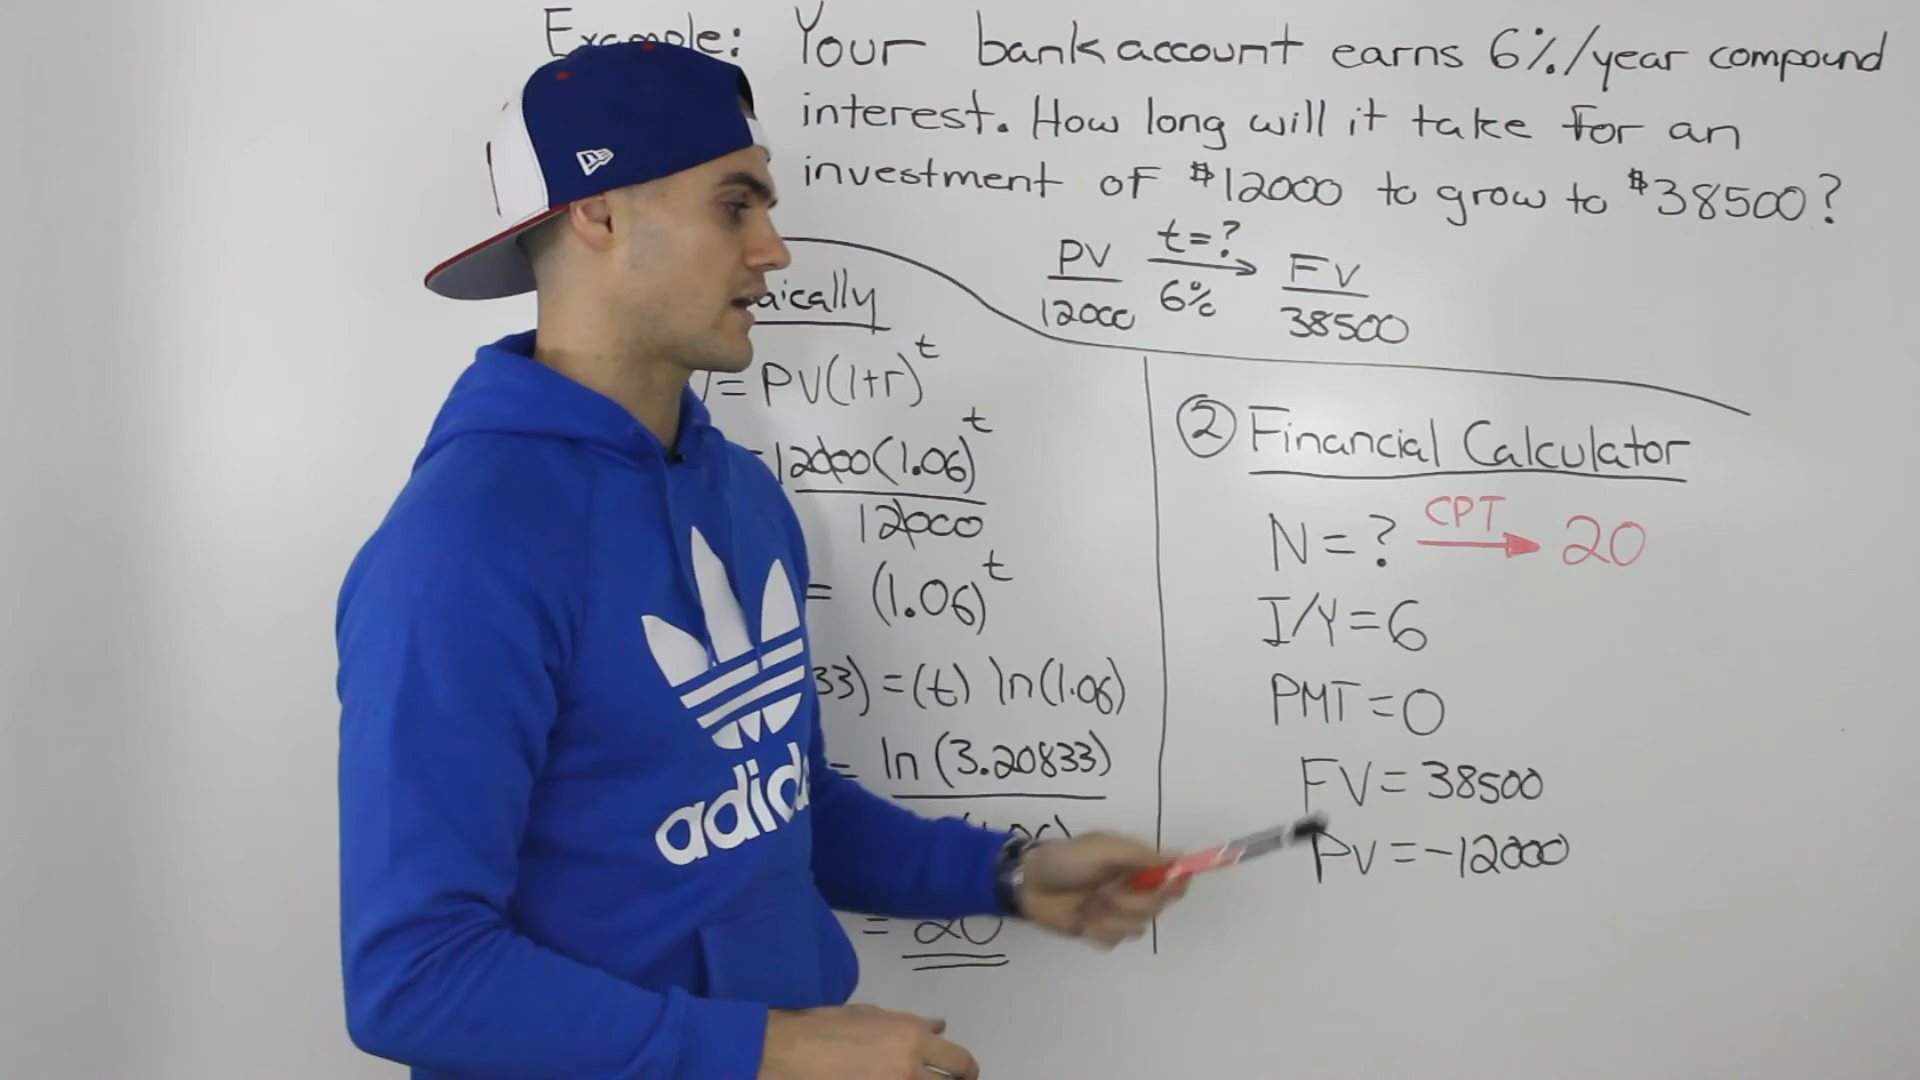 Example: Your bank account earns 6%/year compound
interest. How long will it take for an
investment of $12000 to grow to $38500?
PV t=? FV
12000 6% 38500
aically
V=PV(1+r)^t
=12000(1.06)^t
12000
= (1.06)^t
33)=(t) ln(1.06)
= ln(3.20833)
= 20
② Financial Calculator
N=? CPT 20
I/Y=6
PMT=0
FV=38500
PV=-12000
adidas